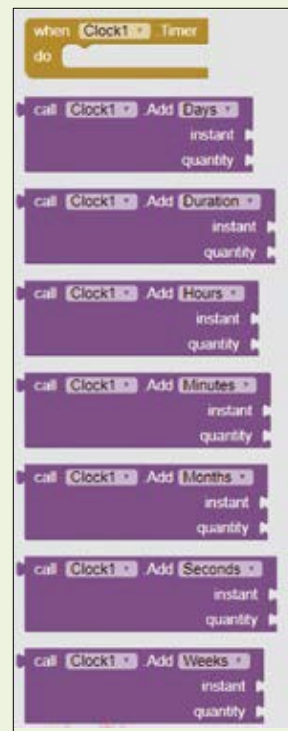 when Clock1 .Timer
do
call Clock1 .Add Days
instant
quantity
call Clock1 .Add Duration
instant
quantity
call Clock1 .Add Hours
instant
quantity
call Clock1 .Add Minutes
instant
quantity
call Clock1 .Add Months
instant
quantity
call Clock1 .Add Seconds
instant
quantity
call Clock1 .Add Weeks
instant
quantity